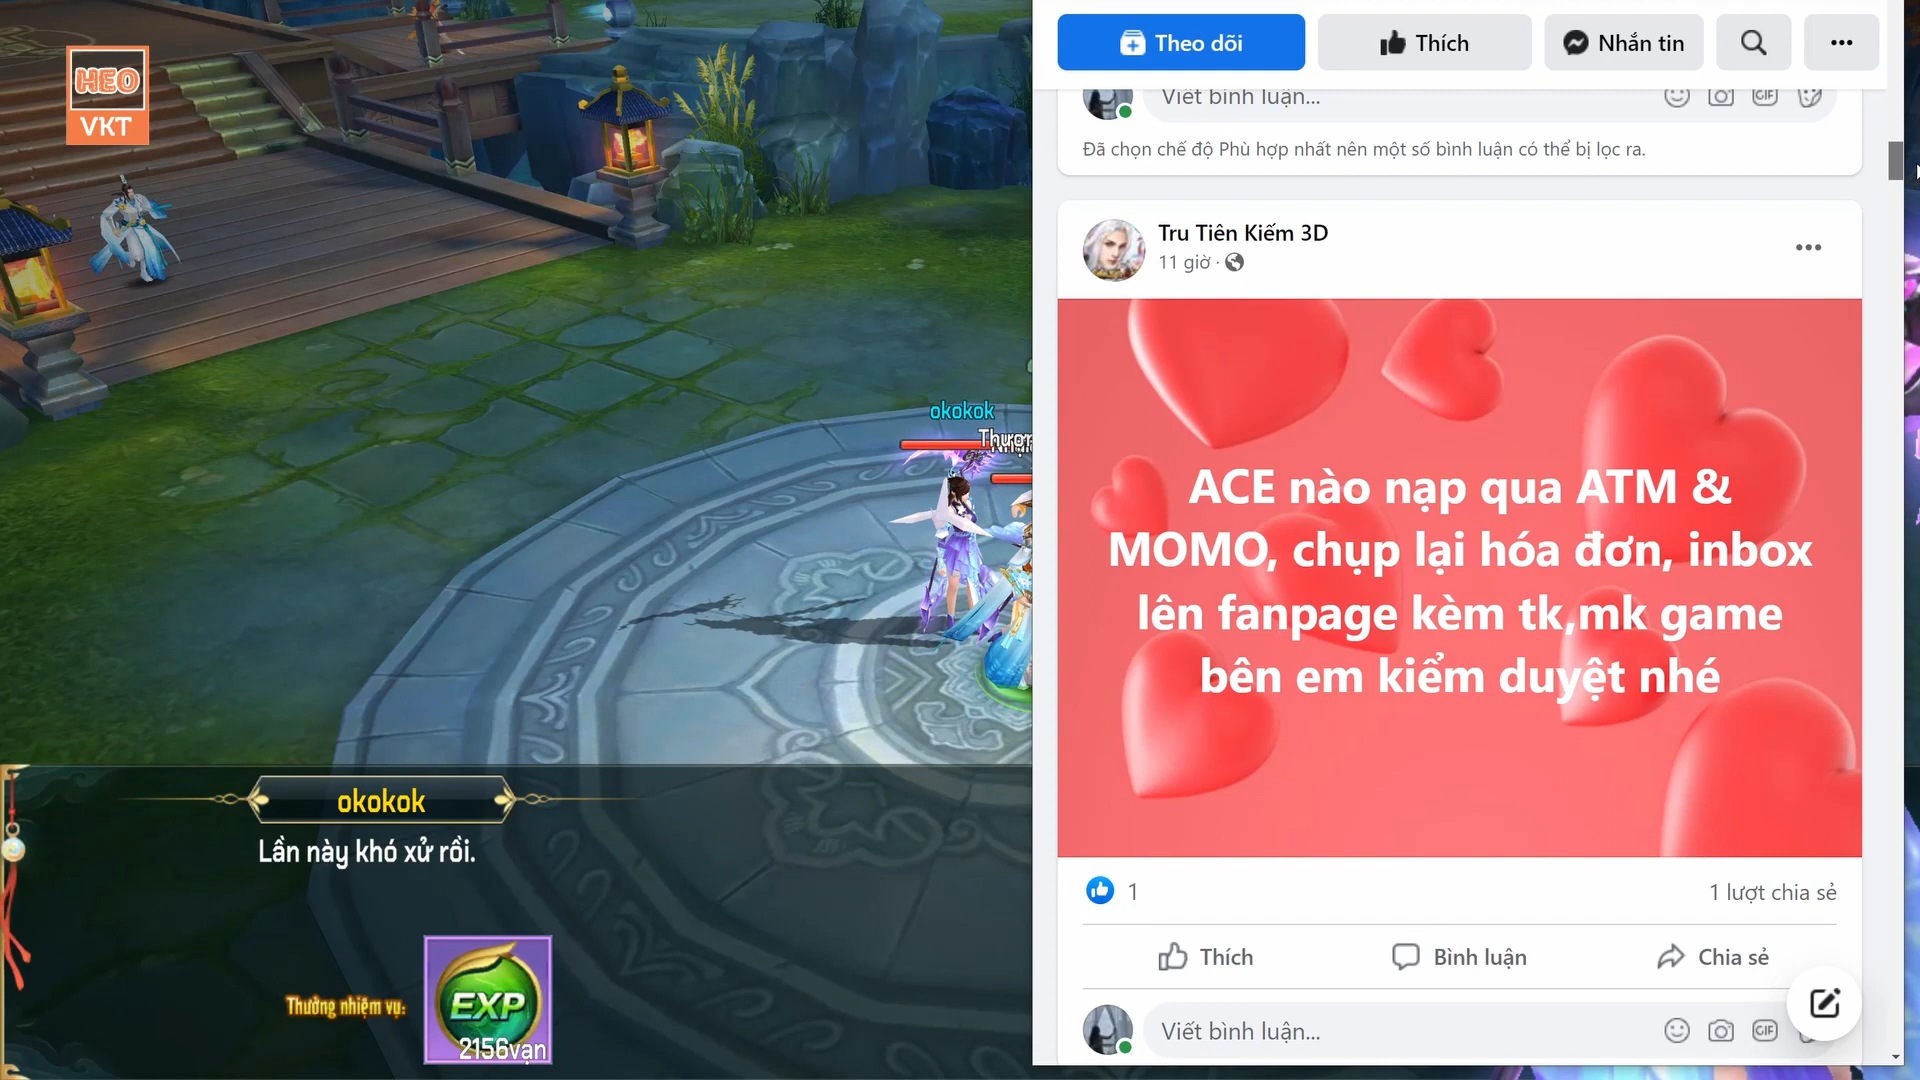 HEO
VKT
okokok
okokok
Lần này khó xử rồi.
Thưởng nhiệm vụ:
EXP
2156vạn
Theo dõi
Thích
Nhắn tin
Viết bình luận...
GIF
Đã chọn chế độ Phù hợp nhất nên một số bình luận có thể bị lọc ra.
Tru Tiên Kiếm 3D
11 giờ ·
ACE nào nạp qua ATM &
MOMO, chụp lại hóa đơn, inbox
lên fanpage kèm tk,mk game
bên em kiểm duyệt nhé
1
1 lượt chia sẻ
Thích
Bình luận
Chia sẻ
Viết bình luận...
GIF